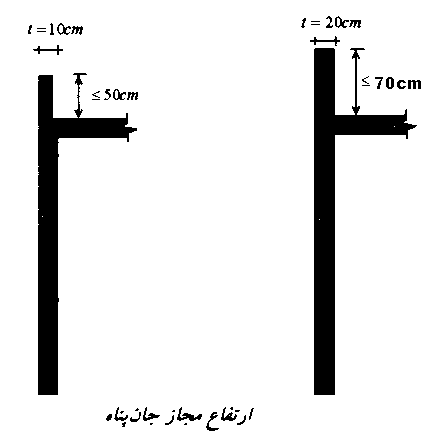 t = 10cm
t = 20cm
≤ 50cm
≤ 70cm
ارتفاع مجاز جان‌پناه